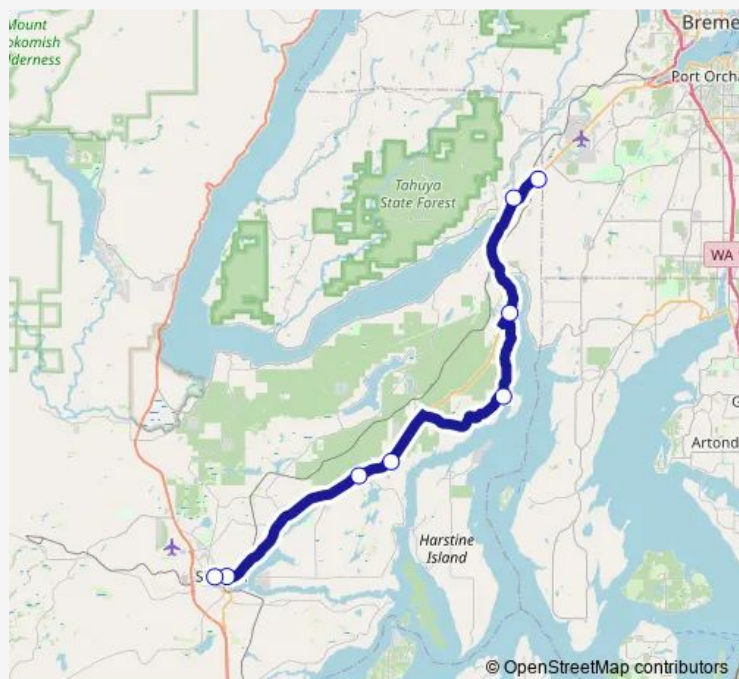 Mount
okomish
lderness
Breme
Port Orcha
Tahuya
State Forest
WA
G
Artond
Harstine
Island
S
© OpenStreetMap contributors